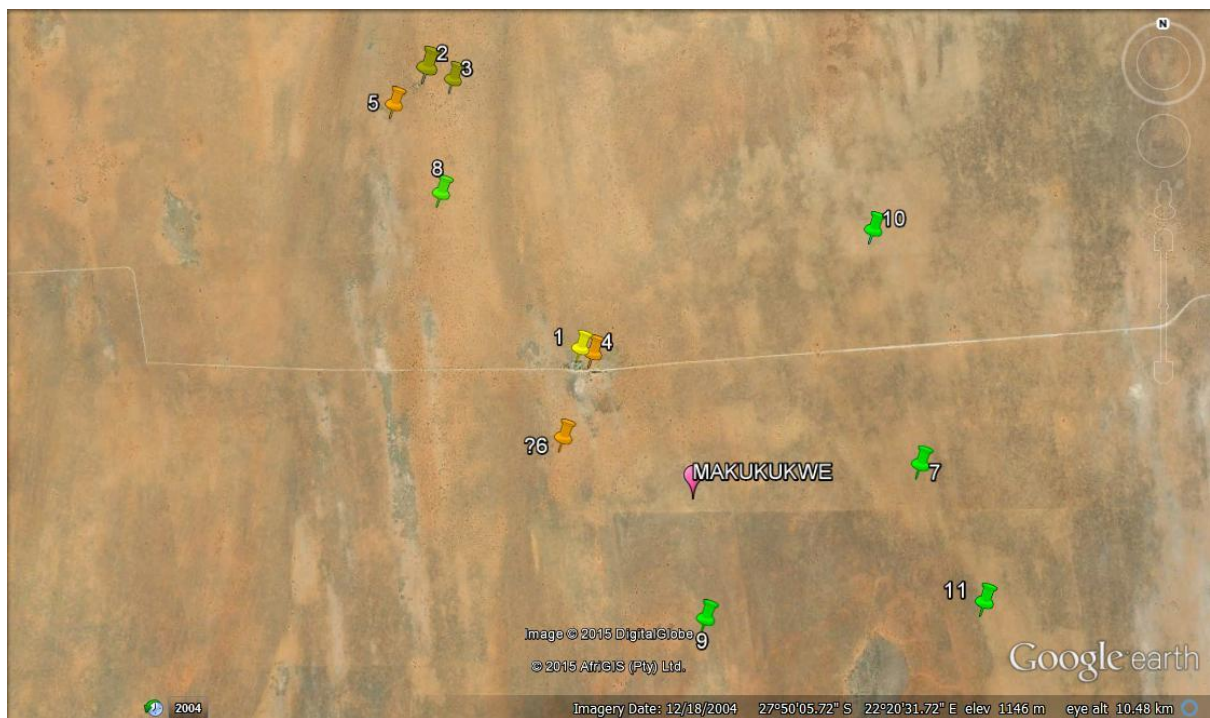 N
2
3
5
8
10
1
4
?6
MAKUKUKWE
7
11
9
Image © 2015 DigitalGlobe
© 2015 AfriGIS (Pty) Ltd.
Google earth
2004
Imagery Date: 12/18/2004 27°50'05.72" S 22°20'31.72" E elev 1146 m eye alt 10.48 km